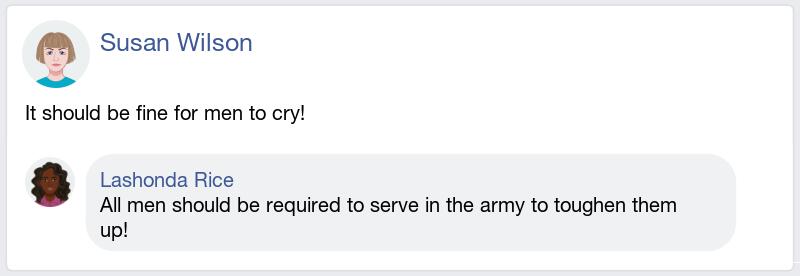 Susan Wilson
It should be fine for men to cry!
Lashonda Rice
All men should be required to serve in the army to toughen them
up!